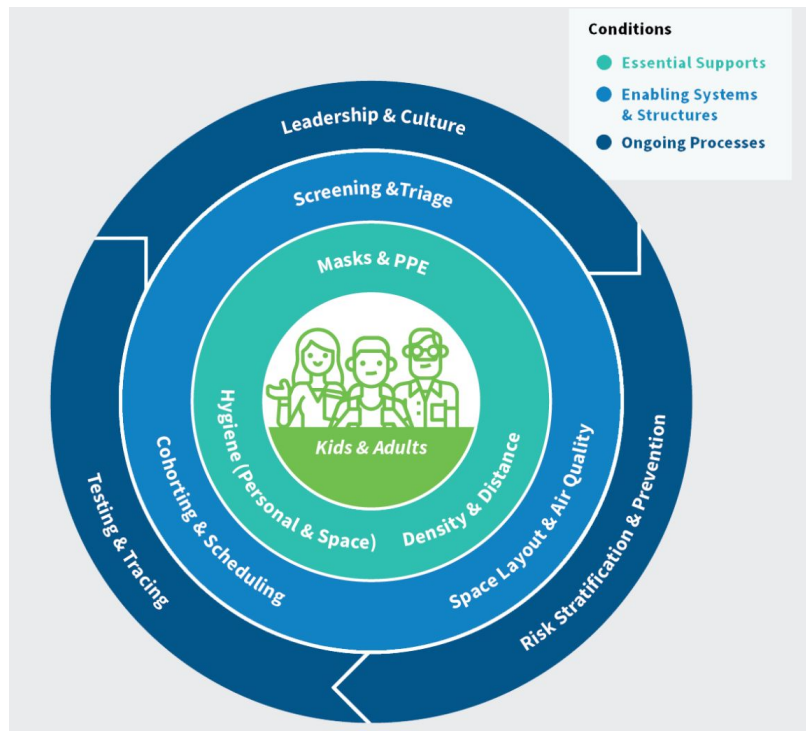 Conditions
Essential Supports
Enabling Systems
& Structures
Ongoing Processes
Leadership & Culture
Screening &Triage
Masks & PPE
Kids & Adults
Hygiene (Personal & Space)
Density & Distance
Cohorting & Scheduling
Space Layout & Air Quality
Testing & Tracing
Risk Stratification & Prevention